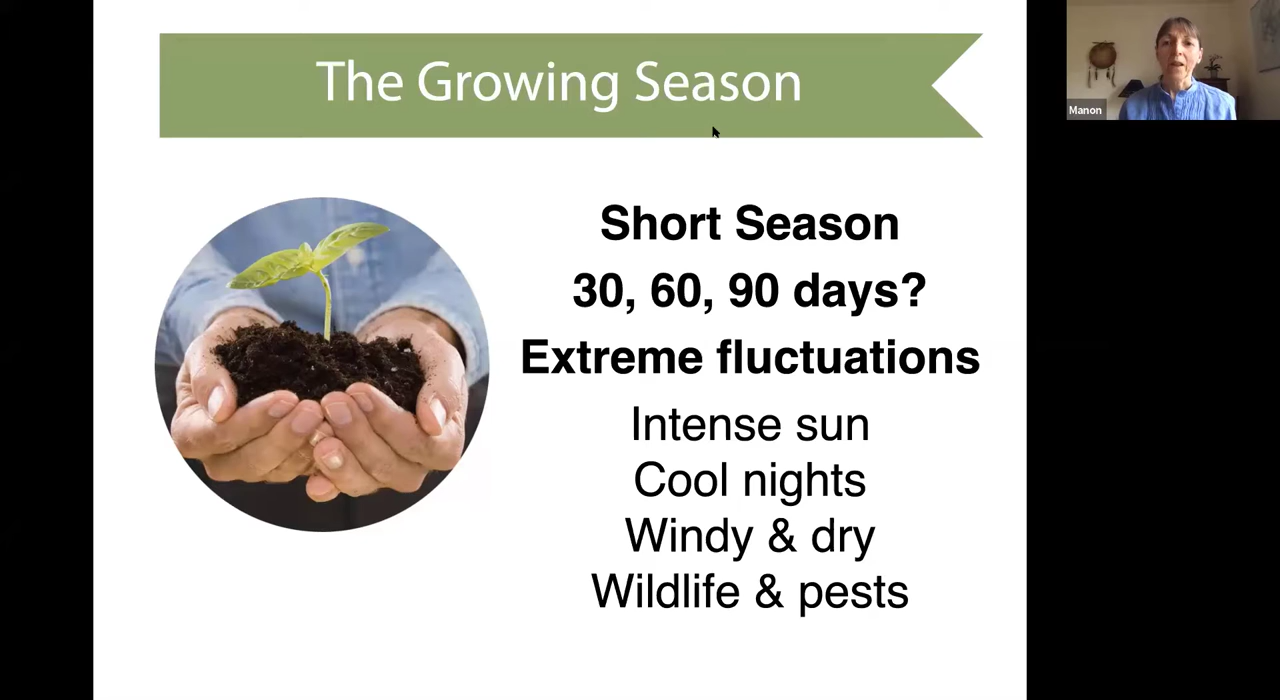 The Growing Season
Short Season
30, 60, 90 days?
Extreme fluctuations
Intense sun
Cool nights
Windy & dry
Wildlife & pests
Manon